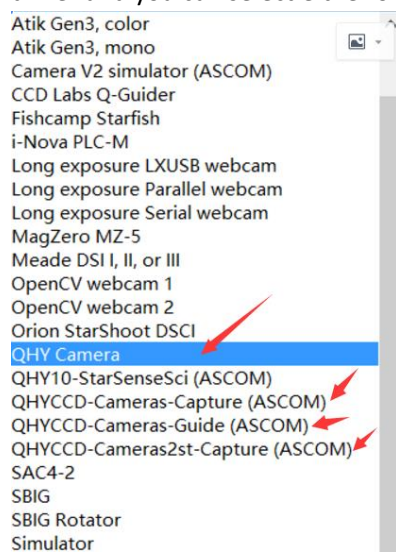 Atik Gen3, color
Atik Gen3, mono
Camera V2 simulator (ASCOM)
CCD Labs Q-Guider
Fishcamp Starfish
i-Nova PLC-M
Long exposure LXUSB webcam
Long exposure Parallel webcam
Long exposure Serial webcam
MagZero MZ-5
Meade DSI I, II, or III
OpenCV webcam 1
OpenCV webcam 2
Orion StarShoot DSCI
QHY Camera
QHY10-StarSenseSci (ASCOM)
QHYCCD-Cameras-Capture (ASCOM)
QHYCCD-Cameras-Guide (ASCOM)
QHYCCD-Cameras2st-Capture (ASCOM)
SAC4-2
SBIG
SBIG Rotator
Simulator